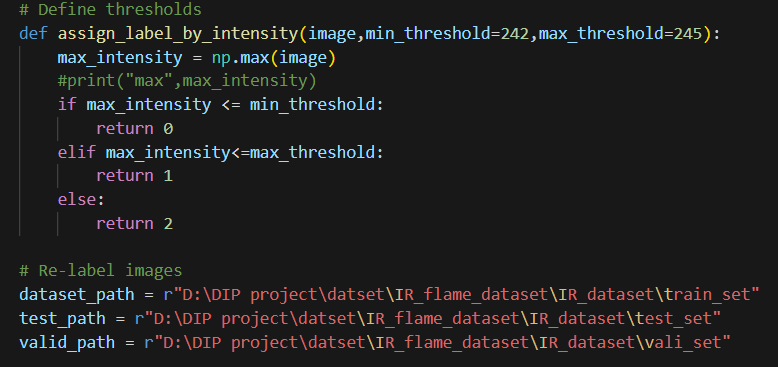 # Define thresholds
def assign_label_by_intensity(image,min_threshold=242,max_threshold=245):
    max_intensity = np.max(image)
    #print("max",max_intensity)
    if max_intensity <= min_threshold:
        return 0
    elif max_intensity<=max_threshold:
        return 1
    else:
        return 2
# Re-label images
dataset_path = r"D:\DIP project\datset\IR_flame_dataset\IR_dataset\train_set"
test_path = r"D:\DIP project\datset\IR_flame_dataset\IR_dataset\test_set"
valid_path = r"D:\DIP project\datset\IR_flame_dataset\IR_dataset\vali_set"